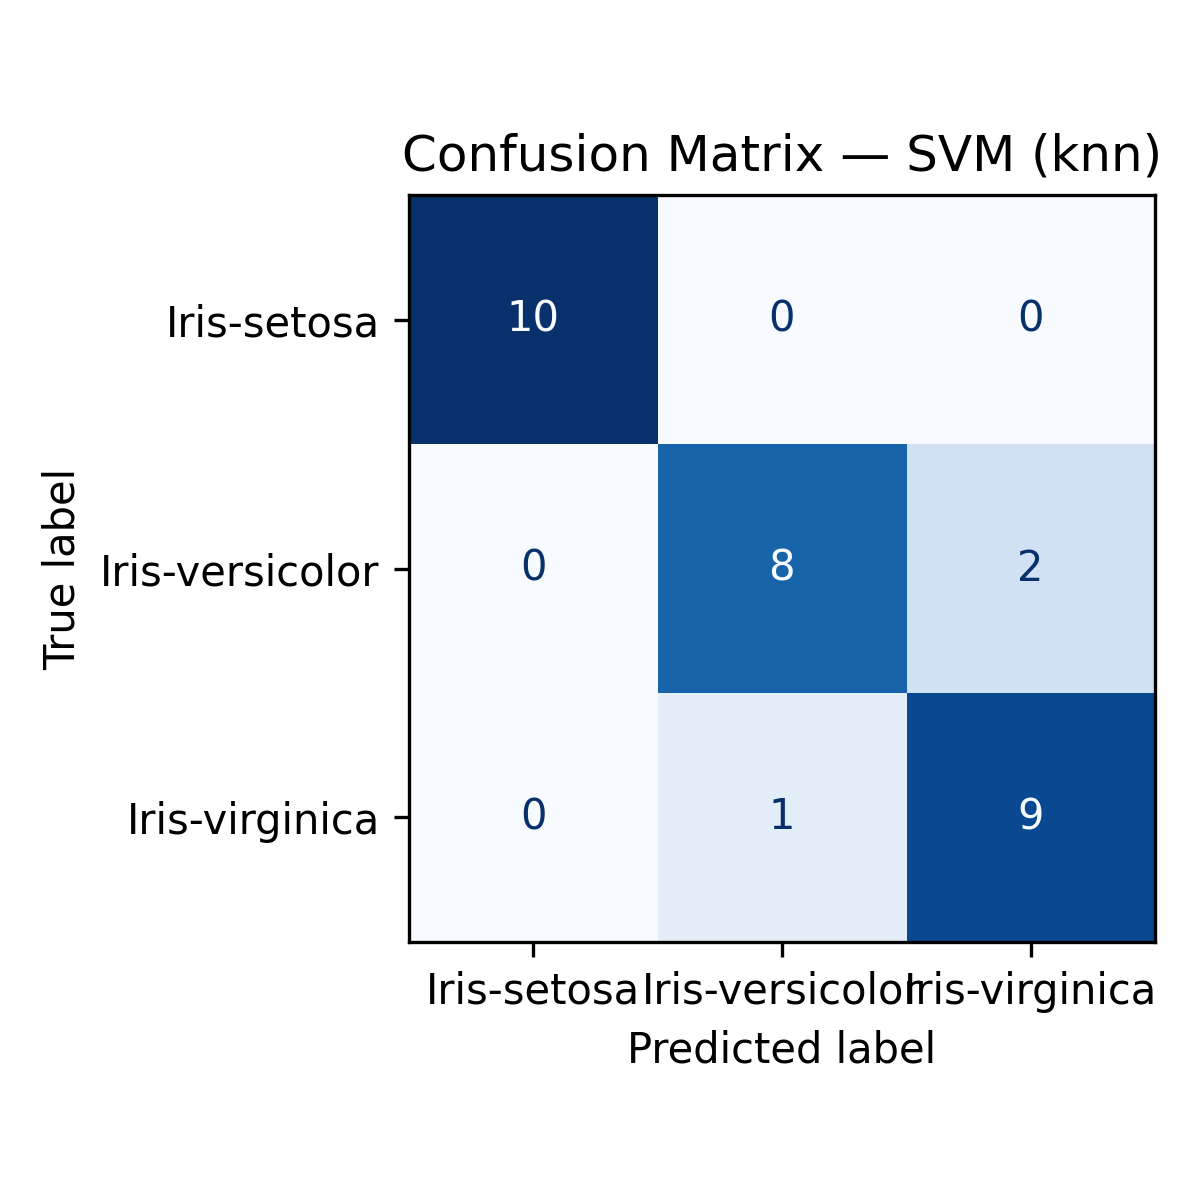 Confusion Matrix — SVM (knn)
True label
Iris-setosa 10 0 0
Iris-versicolor 0 8 2
Iris-virginica 0 1 9
Iris-setosa Iris-versicolor Iris-virginica
Predicted label